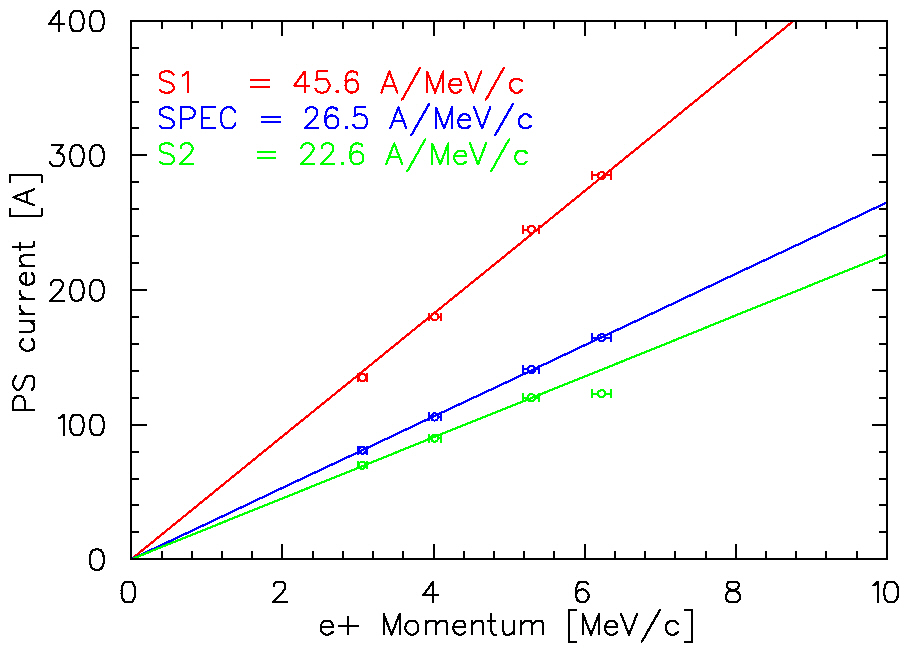 400
S1 = 45.6 A/MeV/c
SPEC = 26.5 A/MeV/c
S2 = 22.6 A/MeV/c
300
PS current [A]
200
100
0
0 2 4 6 8 10
e+ Momentum [MeV/c]